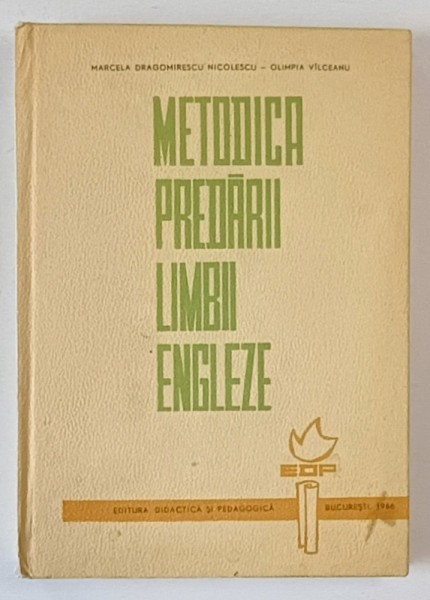 MARCELA DRAGOMIRESCU NICOLESCU – OLIMPIA VÎLCEANU
METODICA
PREDĂRII
LIMBII
ENGLEZE
EDP
EDITURA DIDACTICĂ ȘI PEDAGOGICĂ BUCUREȘTI, 1966